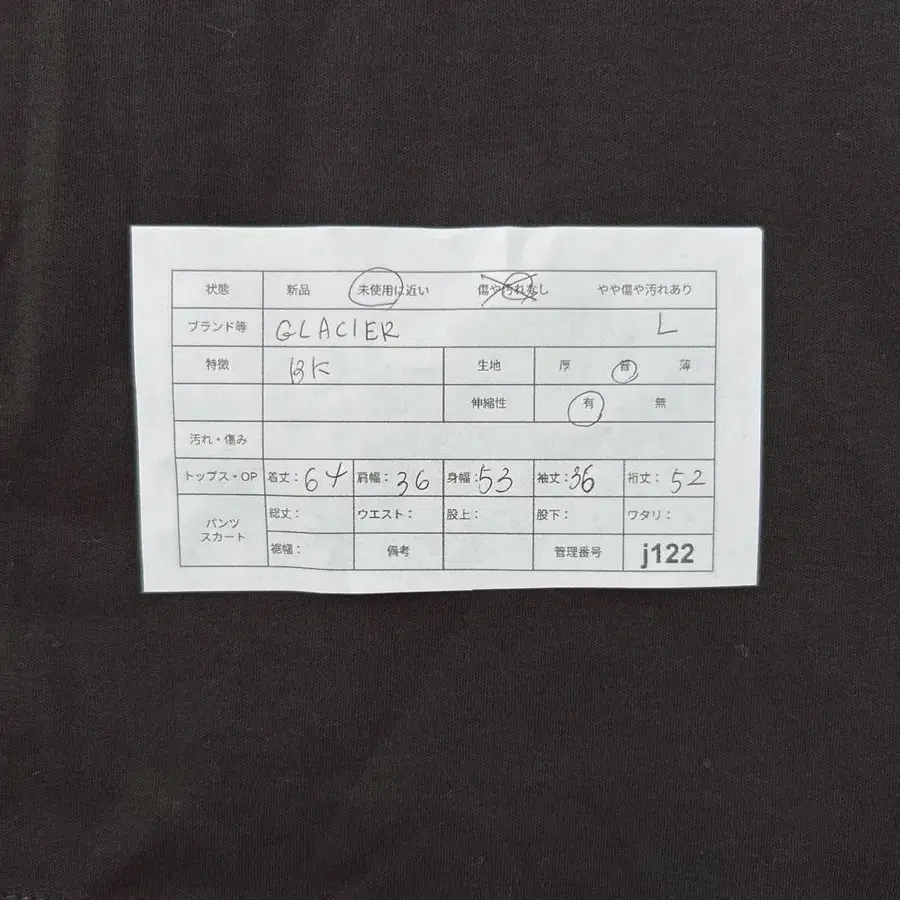 状態 新品 未使用に近い 傷や汚れなし やや傷や汚れあり
ブランド等 GLACIER L
特徴 BK 生地 厚 普 薄
伸縮性 有 無
汚れ・傷み
トップス・OP 着丈：64 肩幅：36 身幅：53 袖丈：36 裄丈：52
パンツ スカート 総丈： ウエスト： 股上： 股下： ワタリ：
裾幅： 備考 管理番号 j122